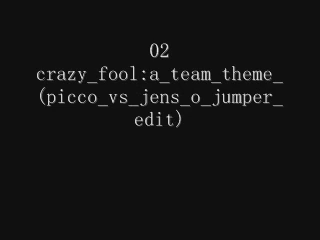 02
crazy_fool:a_team_theme_
(picco_vs_jens_o_jumper_
edit)